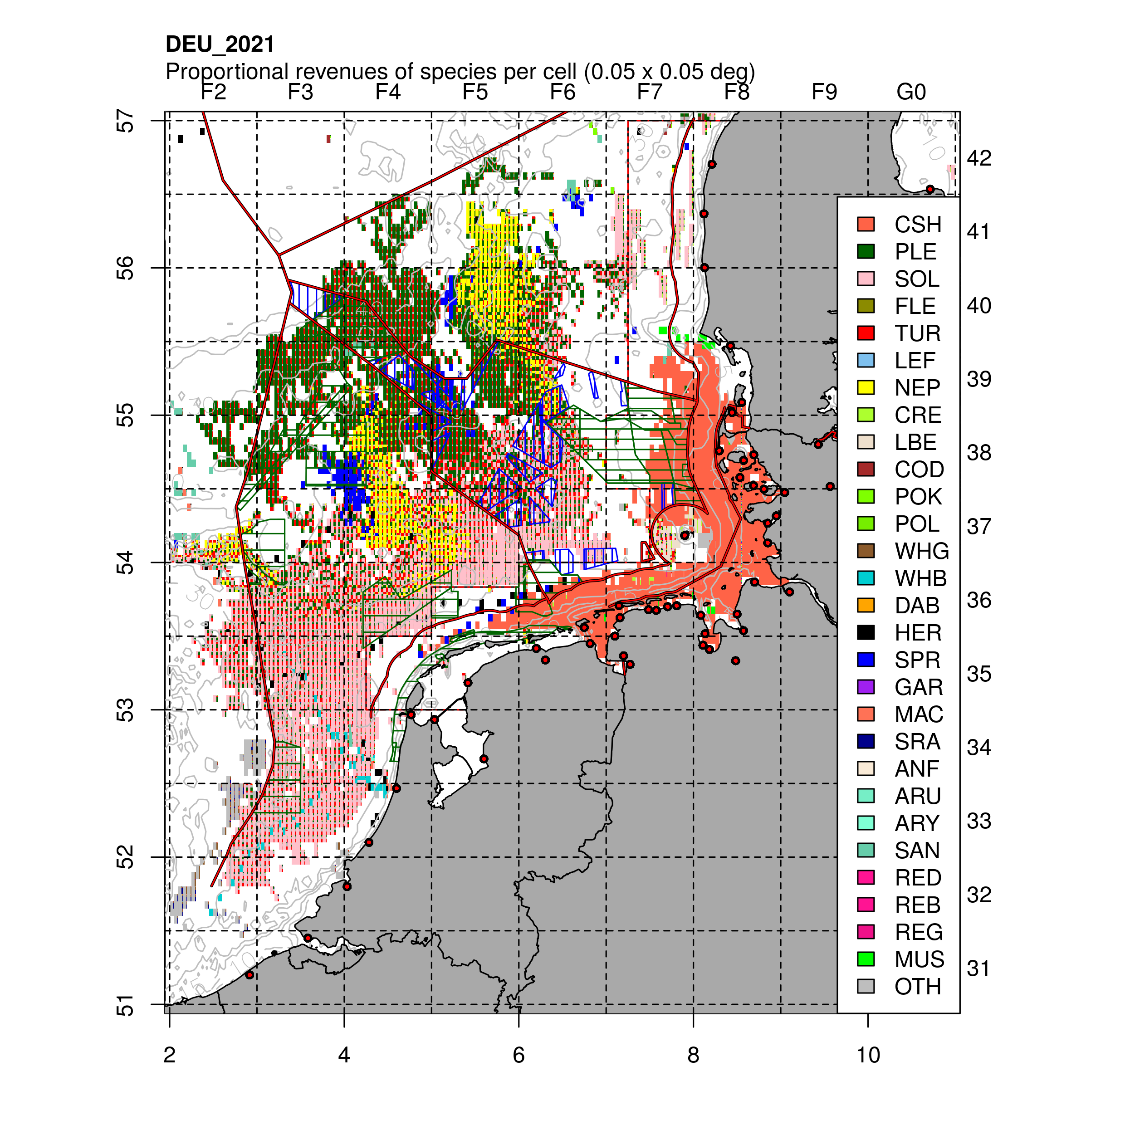 DEU_2021
Proportional revenues of species per cell (0.05 x 0.05 deg)
F2 F3 F4 F5 F6 F7 F8 F9 G0
57
56
55
54
53
52
51
42
41
40
39
38
37
36
35
34
33
32
31
CSH
PLE
SOL
FLE
TUR
LEF
NEP
CRE
LBE
COD
POK
POL
WHG
WHB
DAB
HER
SPR
GAR
MAC
SRA
ANF
ARU
ARY
SAN
RED
REB
REG
MUS
OTH
2 4 6 8 10